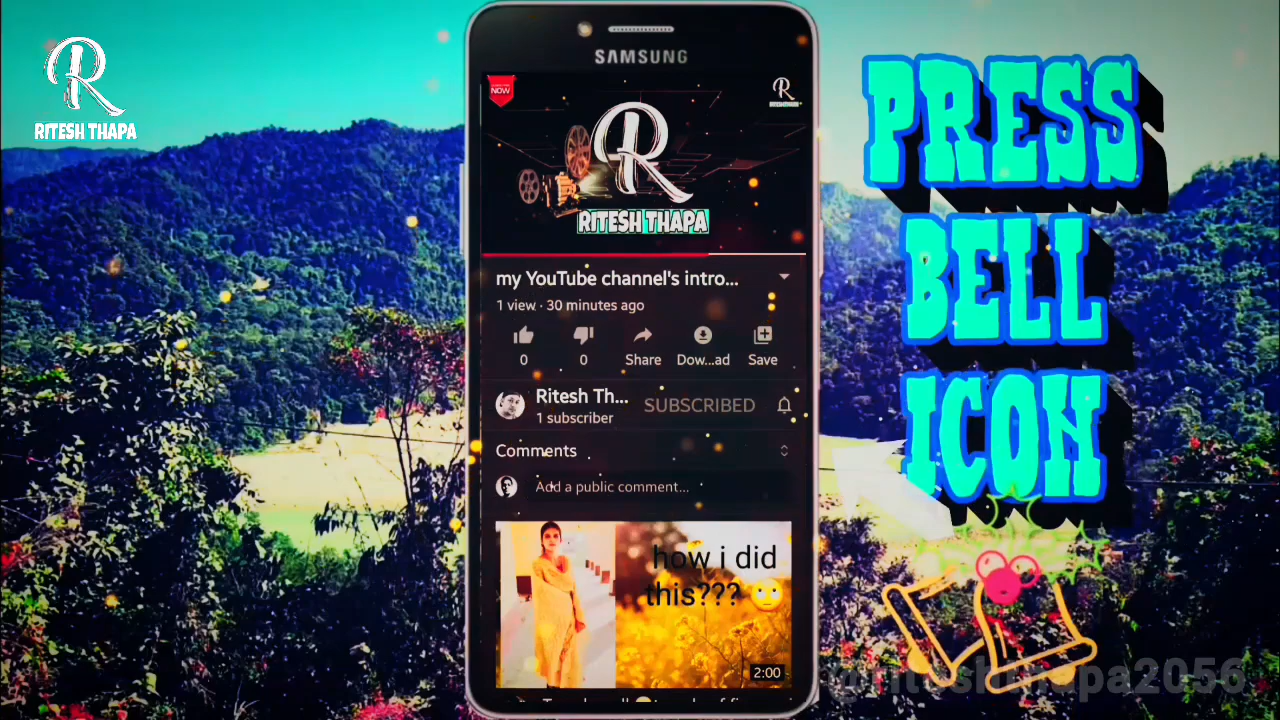 RITESH THAPA
SAMSUNG
NOW
RITESH THAPA
my YouTube channel's intro...
1 view · 30 minutes ago
0
0
Share
Dow...ad
Save
Ritesh Th...
1 subscriber
SUBSCRIBED
Comments
Add a public comment...
how i did
this??? 🙄
2:00
PRESS
BELL
ICON
@riteshthapa2056